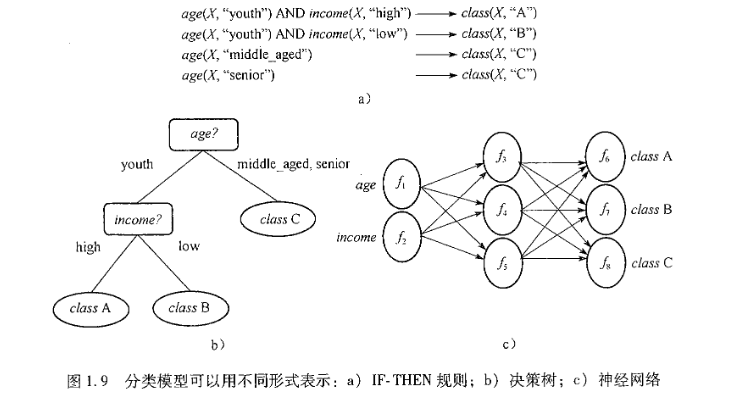 age(X, “youth”) AND income(X, “high”) ⟶ class(X, “A”)
age(X, “youth”) AND income(X, “low”) ⟶ class(X, “B”)
age(X, “middle_aged”) ⟶ class(X, “C”)
age(X, “senior”) ⟶ class(X, “C”)
a)
age?
youth
middle_aged, senior
income?
class C
high
low
class A
class B
b)
age
income
f₁
f₂
f₃
f₄
f₅
f₆
f₇
f₈
class A
class B
class C
c)
图 1.9 分类模型可以用不同形式表示：a）IF-THEN 规则；b）决策树；c）神经网络